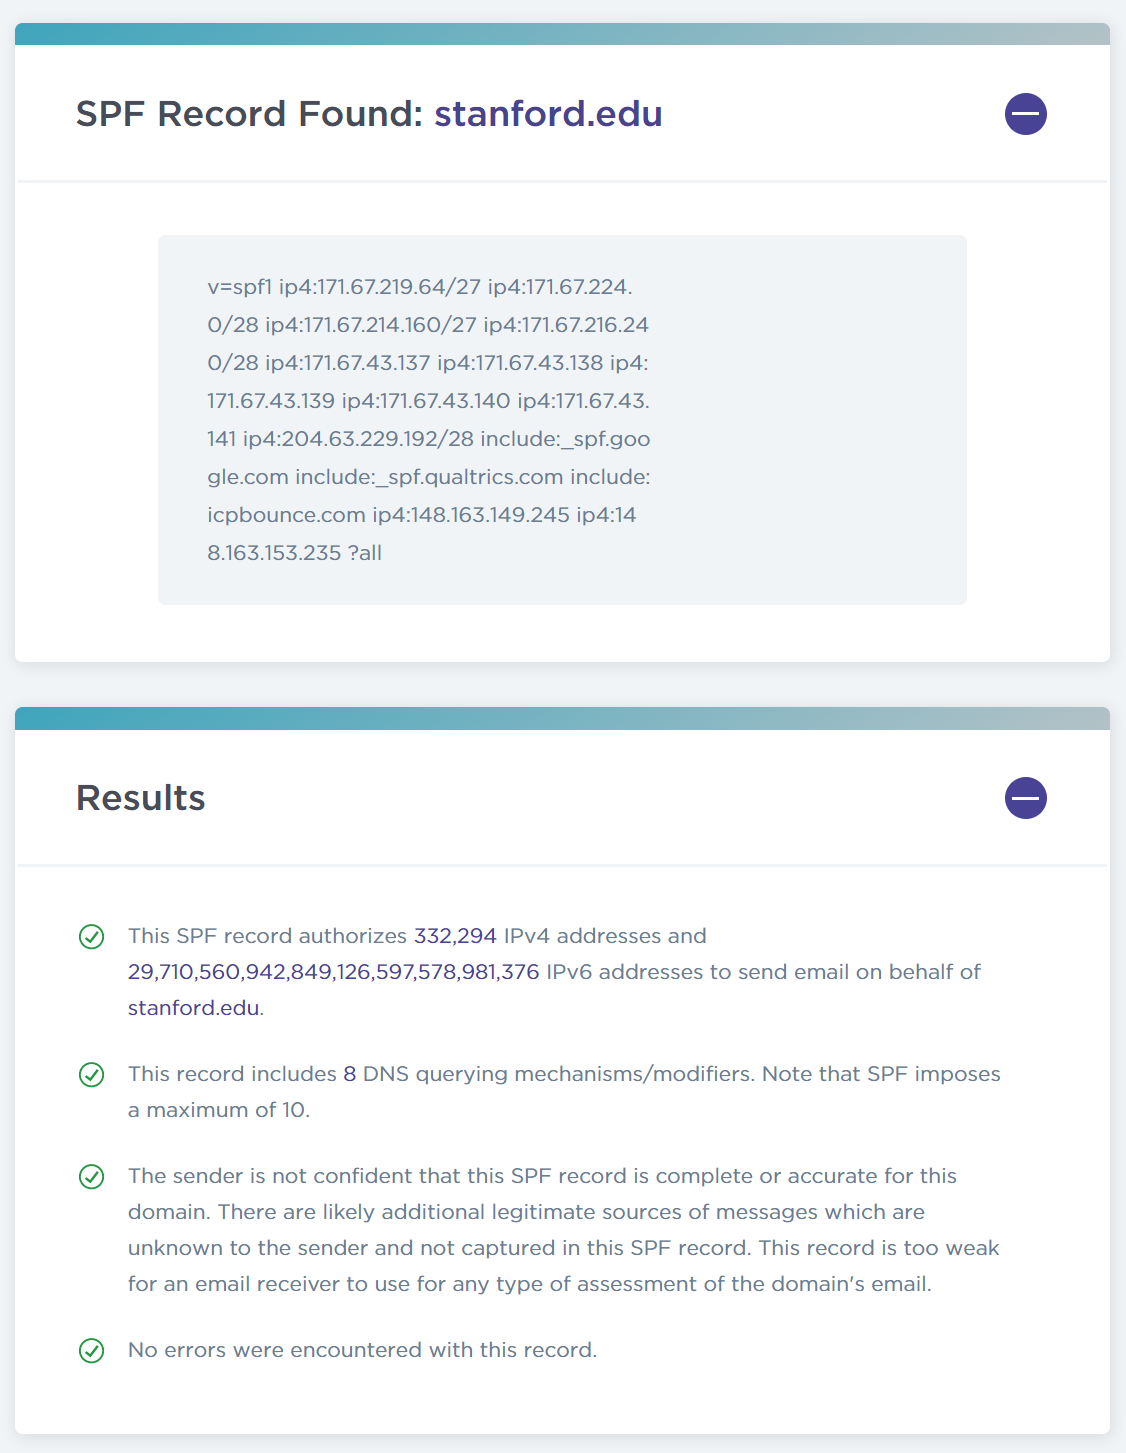 SPF Record Found: stanford.edu
v=spf1 ip4:171.67.219.64/27 ip4:171.67.224.
0/28 ip4:171.67.214.160/27 ip4:171.67.216.24
0/28 ip4:171.67.43.137 ip4:171.67.43.138 ip4:
171.67.43.139 ip4:171.67.43.140 ip4:171.67.43.
141 ip4:204.63.229.192/28 include:_spf.goo
gle.com include:_spf.qualtrics.com include:
icpbounce.com ip4:148.163.149.245 ip4:14
8.163.153.235 ?all
Results
This SPF record authorizes 332,294 IPv4 addresses and
29,710,560,942,849,126,597,578,981,376 IPv6 addresses to send email on behalf of
stanford.edu.
This record includes 8 DNS querying mechanisms/modifiers. Note that SPF imposes
a maximum of 10.
The sender is not confident that this SPF record is complete or accurate for this
domain. There are likely additional legitimate sources of messages which are
unknown to the sender and not captured in this SPF record. This record is too weak
for an email receiver to use for any type of assessment of the domain's email.
No errors were encountered with this record.